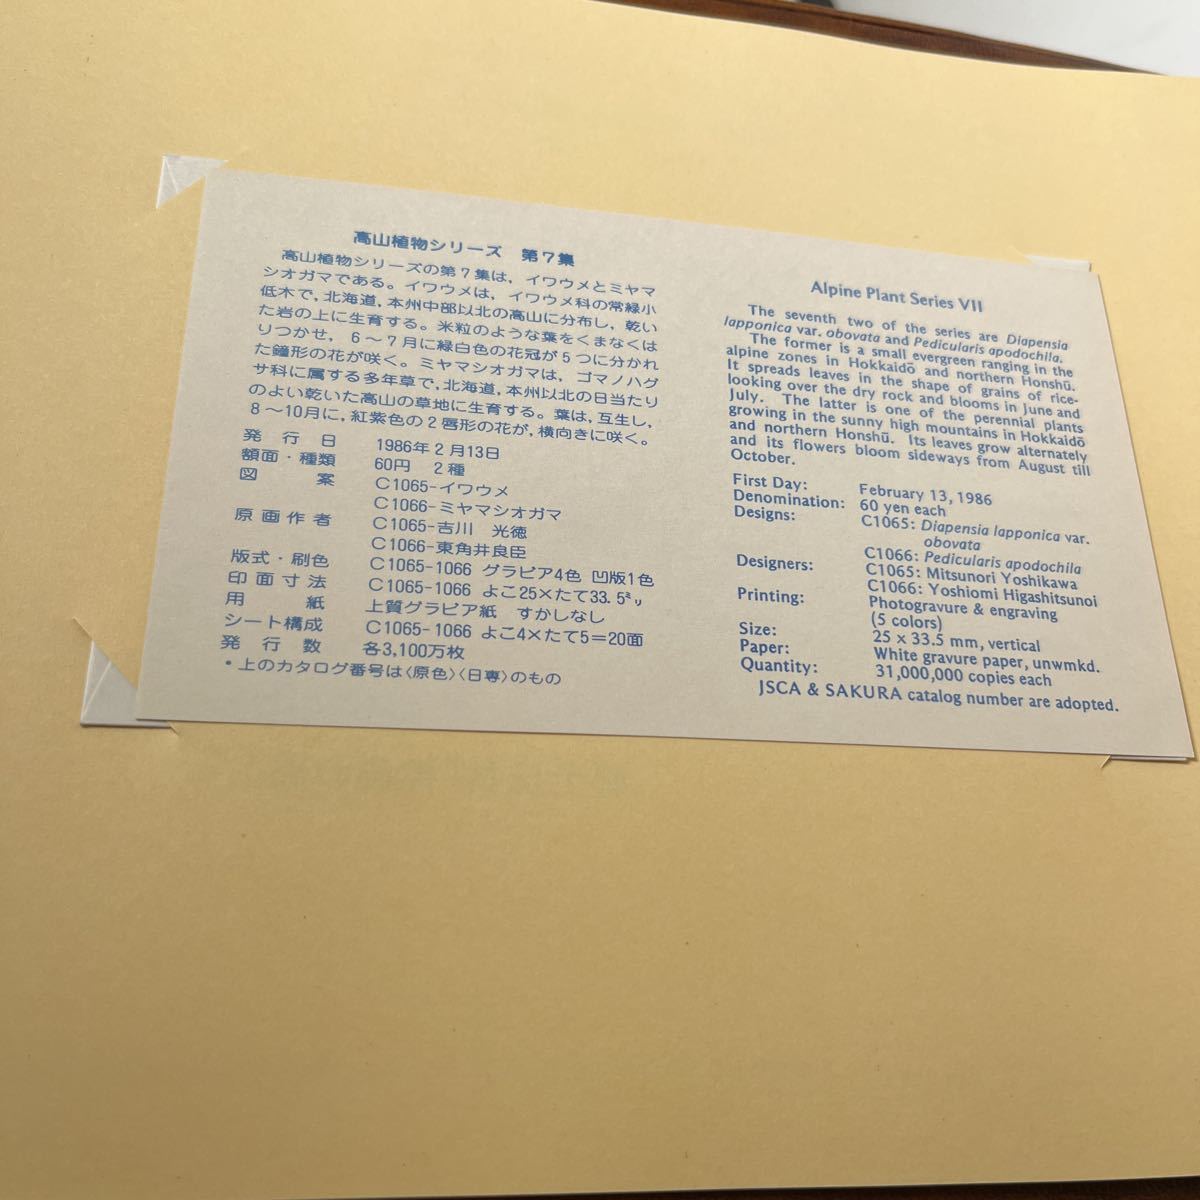 高山植物シリーズ 第7集
高山植物シリーズの第7集は，イワウメとミヤマ
シオガマである。イワウメは，イワウメ科の常緑小
低木で，北海道，本州中部以北の高山に分布し，乾い
た岩の上に生育する。米粒のような葉をくまなくは
りつかせ，6～7月に緑白色の花冠が5つに分かれ
た鐘形の花が咲く。ミヤマシオガマは，ゴマノハグ
サ科に属する多年草で，北海道，本州以北の日当たり
のよい乾いた高山の草地に生育する。葉は，互生し，
8～10月に，紅紫色の2唇形の花が，横向きに咲く。
発行日 1986年2月13日
額面・種類 60円 2種
図案 C1065-イワウメ
C1066-ミヤマシオガマ
原画作者 C1065-吉川 光徳
C1066-東角井良臣
版式・刷色 C1065-1066 グラビア4色 凹版1色
印面寸法 C1065-1066 よこ25×たて33.5㍉
用紙 上質グラビア紙 すかしなし
シート構成 C1065-1066 よこ4×たて5＝20面
発行数 各3,100万枚
・上のカタログ番号は〈原色〉〈日専〉のもの
Alpine Plant Series VII
The seventh two of the series are Diapensia
lapponica var. obovata and Pedicularis apodochila.
The former is a small evergreen ranging in the
alpine zones in Hokkaidō and northern Honshū.
It spreads leaves in the shape of grains of rice-
looking over the dry rock and blooms in June and
July. The latter is one of the perennial plants
growing in the sunny high mountains in Hokkaidō
and northern Honshū. Its leaves grow alternately
and its flowers bloom sideways from August till
October.
First Day: February 13, 1986
Denomination: 60 yen each
Designs: C1065: Diapensia lapponica var.
obovata
C1066: Pedicularis apodochila
Designers: C1065: Mitsunori Yoshikawa
C1066: Yoshiomi Higashitsunoi
Printing: Photogravure & engraving
(5 colors)
Size: 25 × 33.5 mm, vertical
Paper: White gravure paper, unwmkd.
Quantity: 31,000,000 copies each
JSCA & SAKURA catalog number are adopted.